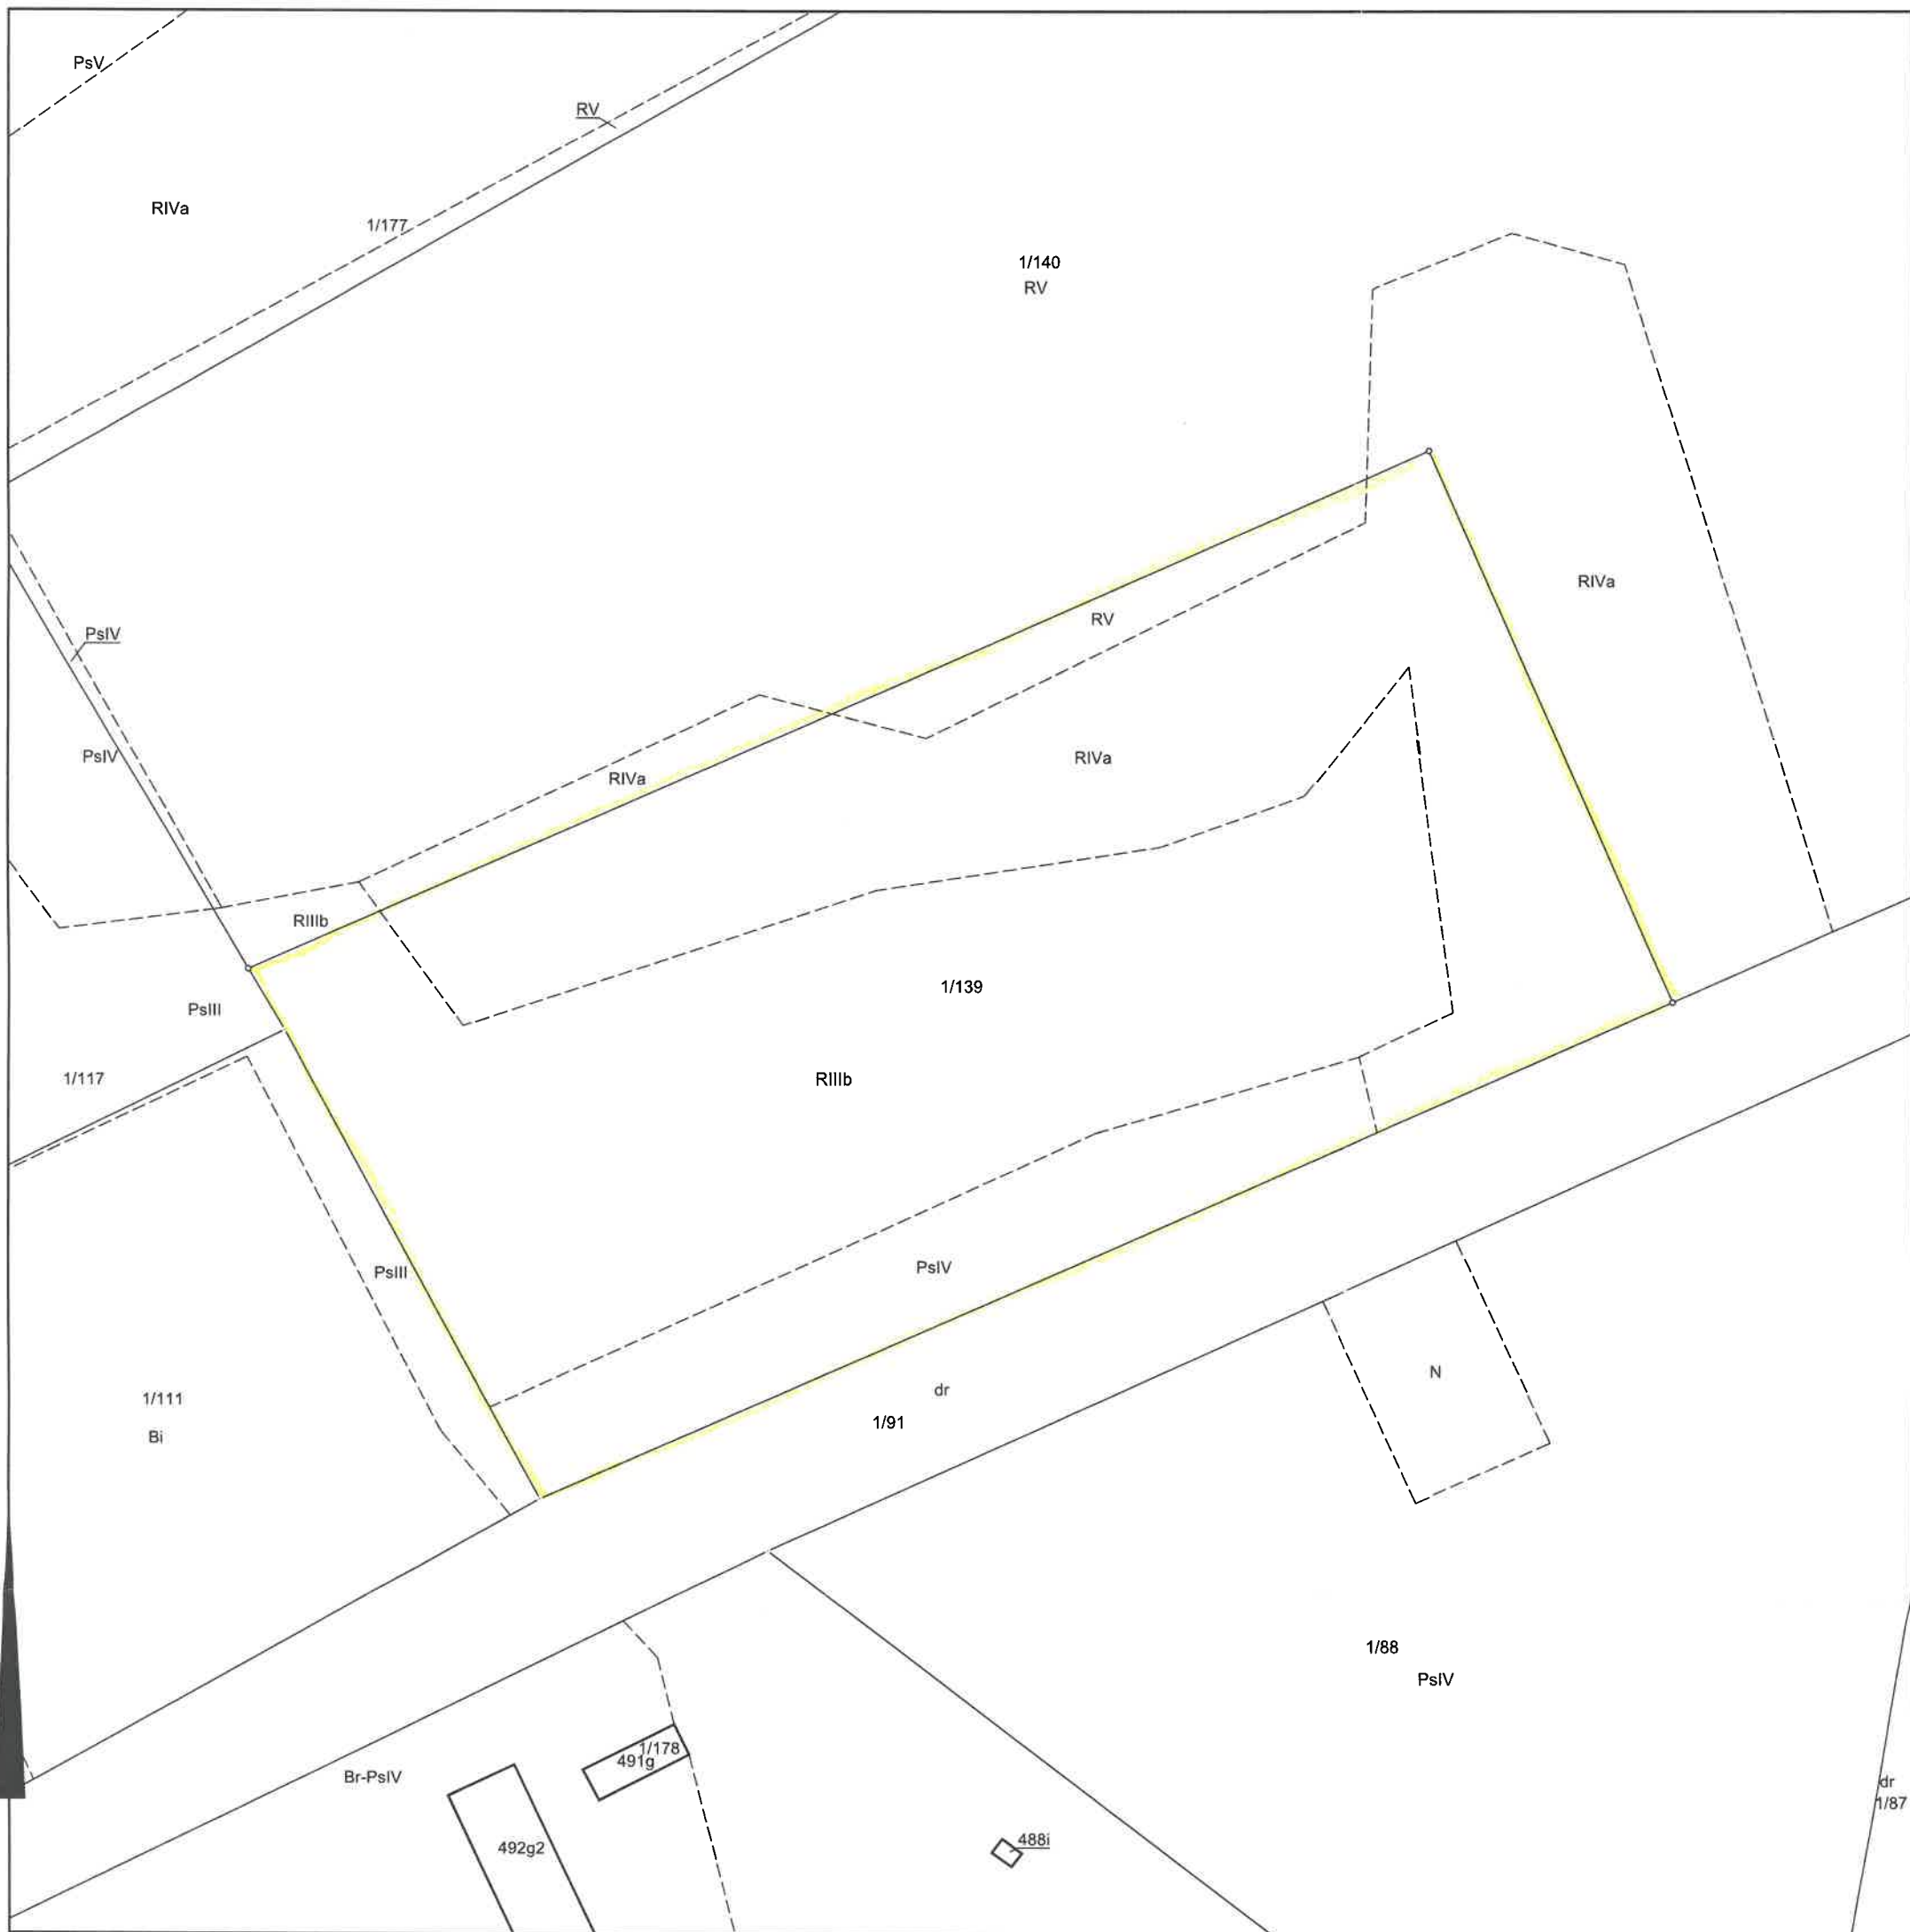 PsV
RV
RIVa
1/177
1/140
RV
RIVa
RV
PsIV
PsIV
RIVa
RIVa
RIIIb
1/139
PsIII
1/117
RIIIb
PsIII
PsIV
N
dr
1/111
1/91
Bi
1/88
PsIV
1/178
491g
Br-PsIV
dr
1/87
488i
492g2